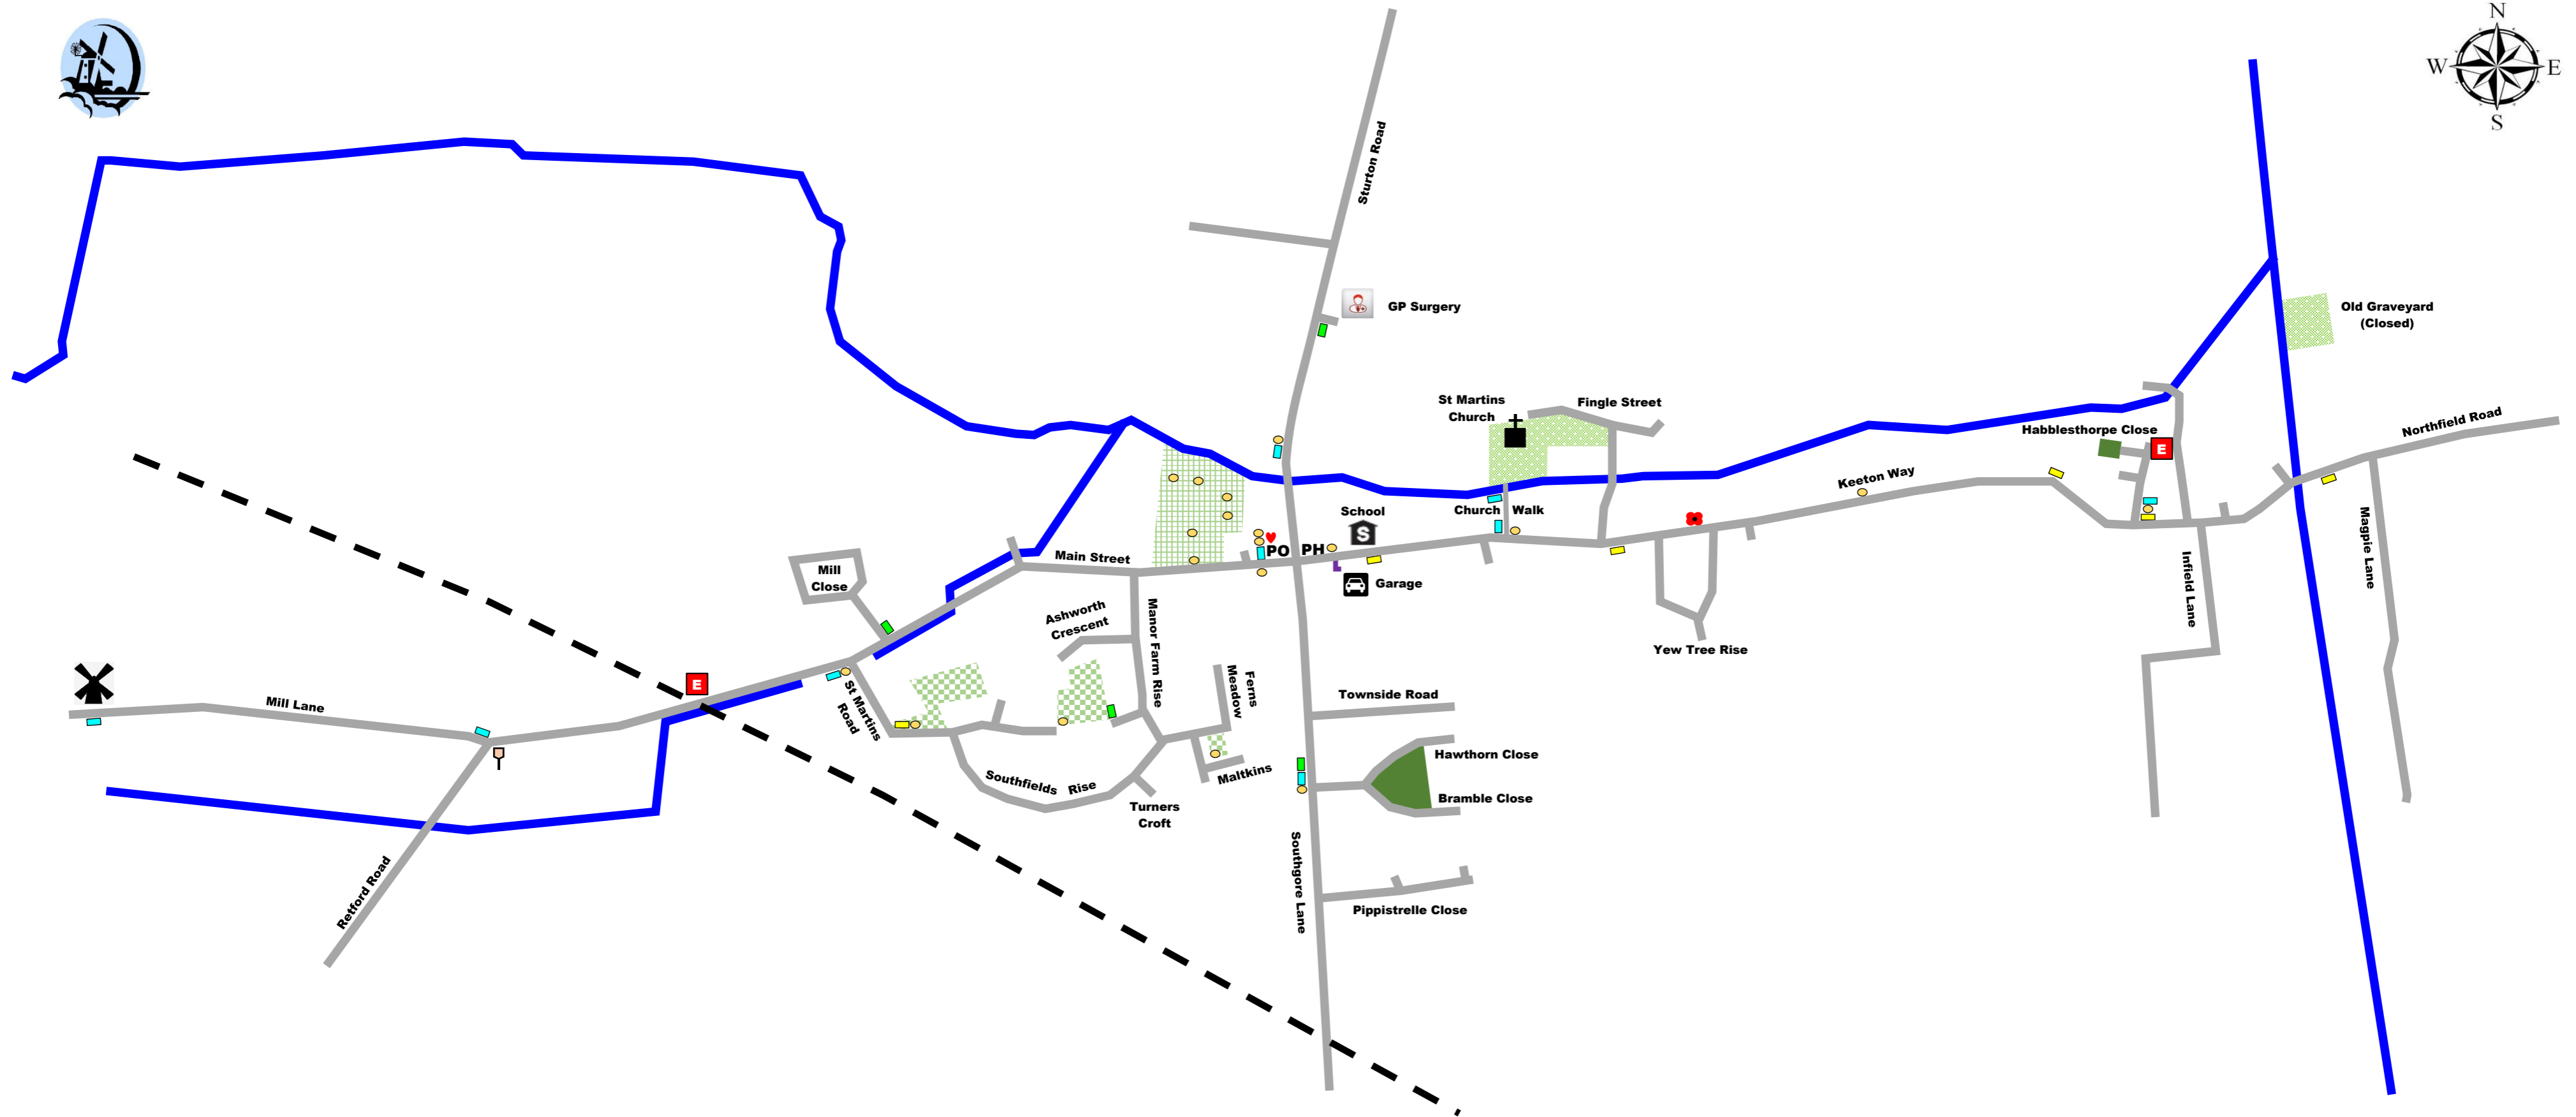 N
W
E
S
Sturton Road
GP Surgery
Old Graveyard
(Closed)
St Martins
Church
Fingle Street
Northfield Road
Habblesthorpe Close
E
Keeton Way
School
S
Church Walk
PO PH
Main Street
Magpie Lane
Mill
Close
Garage
Infield Lane
Ashworth
Crescent
Manor Farm Rise
Yew Tree Rise
Ferns
Meadow
E
St Martins
Road
Townside Road
Mill Lane
Hawthorn Close
Maltkins
Southfields Rise
Bramble Close
Turners
Croft
Southgore Lane
Retford Road
Pippistrelle Close